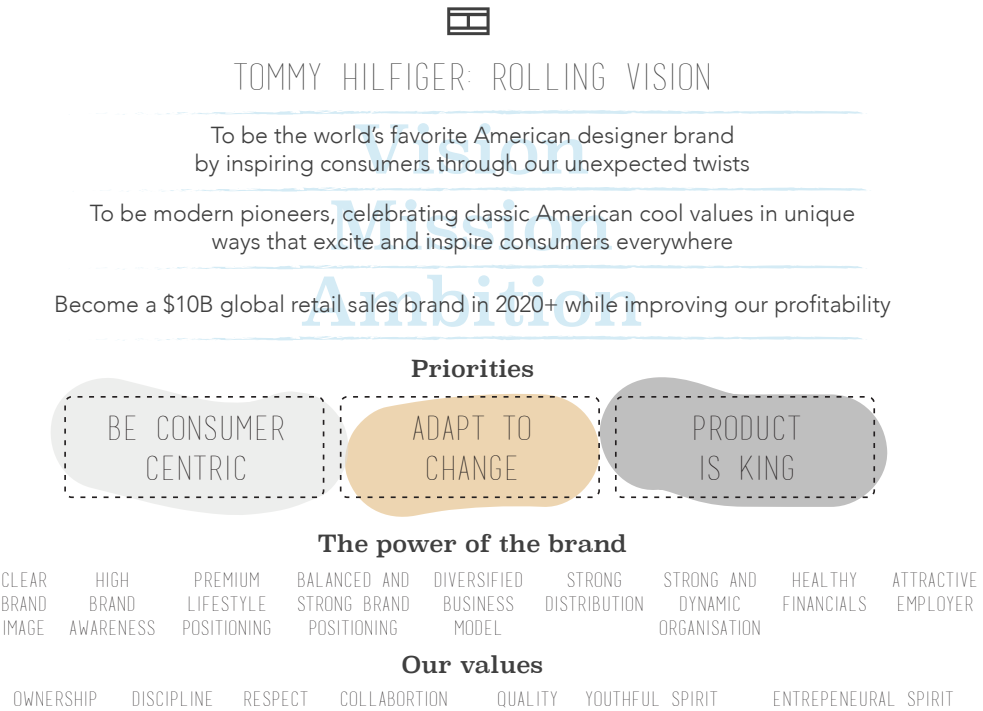 TOMMY HILFIGER: ROLLING VISION
Vision
To be the world's favorite American designer brand
by inspiring consumers through our unexpected twists
Mission
To be modern pioneers, celebrating classic American cool values in unique
ways that excite and inspire consumers everywhere
Ambition
Become a $10B global retail sales brand in 2020+ while improving our profitability
Priorities
BE CONSUMER
CENTRIC
ADAPT TO
CHANGE
PRODUCT
IS KING
The power of the brand
CLEAR
BRAND
IMAGE
HIGH
BRAND
AWARENESS
PREMIUM
LIFESTYLE
POSITIONING
BALANCED AND
STRONG BRAND
POSITIONING
DIVERSIFIED
BUSINESS
MODEL
STRONG
DISTRIBUTION
STRONG AND
DYNAMIC
ORGANISATION
HEALTHY
FINANCIALS
ATTRACTIVE
EMPLOYER
Our values
OWNERSHIP DISCIPLINE RESPECT COLLABORTION QUALITY YOUTHFUL SPIRIT ENTREPENEURAL SPIRIT